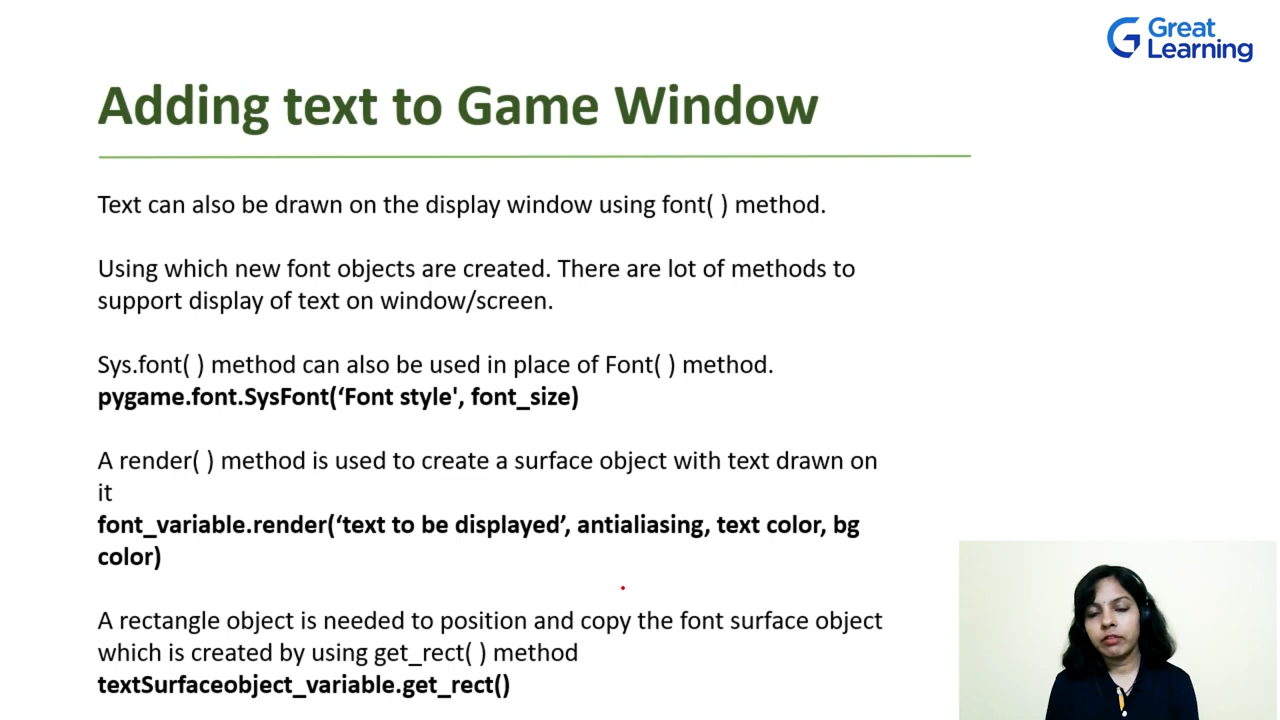 Great
Learning
Adding text to Game Window
Text can also be drawn on the display window using font( ) method.
Using which new font objects are created. There are lot of methods to
support display of text on window/screen.
Sys.font( ) method can also be used in place of Font( ) method.
pygame.font.SysFont(‘Font style', font_size)
A render( ) method is used to create a surface object with text drawn on
it
font_variable.render(‘text to be displayed’, antialiasing, text color, bg
color)
A rectangle object is needed to position and copy the font surface object
which is created by using get_rect( ) method
textSurfaceobject_variable.get_rect()